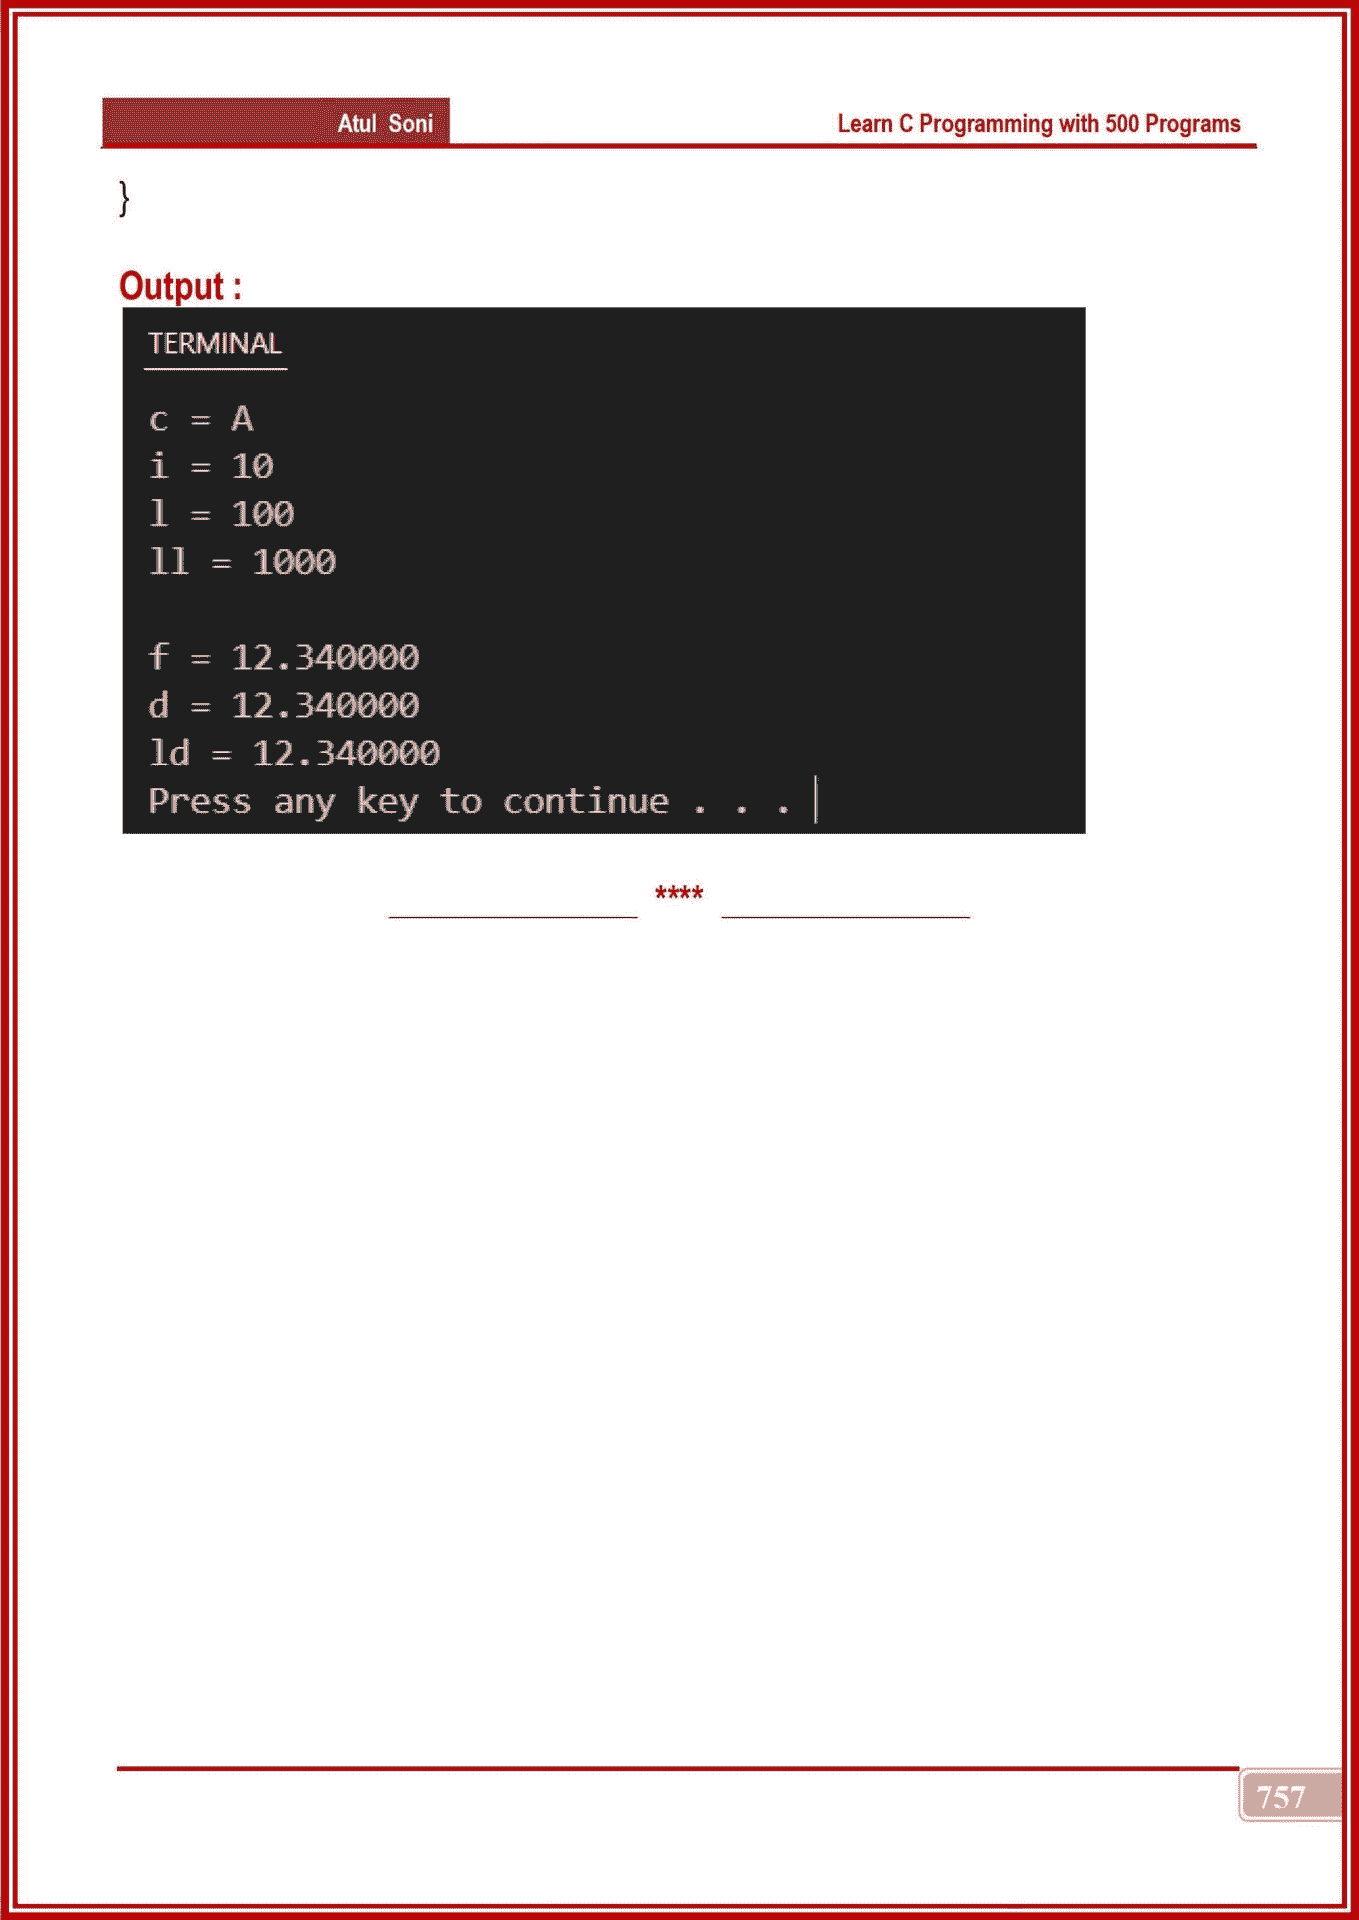 Atul Soni
Learn C Programming with 500 Programs
}
Output :
TERMINAL
c = A
i = 10
l = 100
ll = 1000
f = 12.340000
d = 12.340000
ld = 12.340000
Press any key to continue . . .
****
757